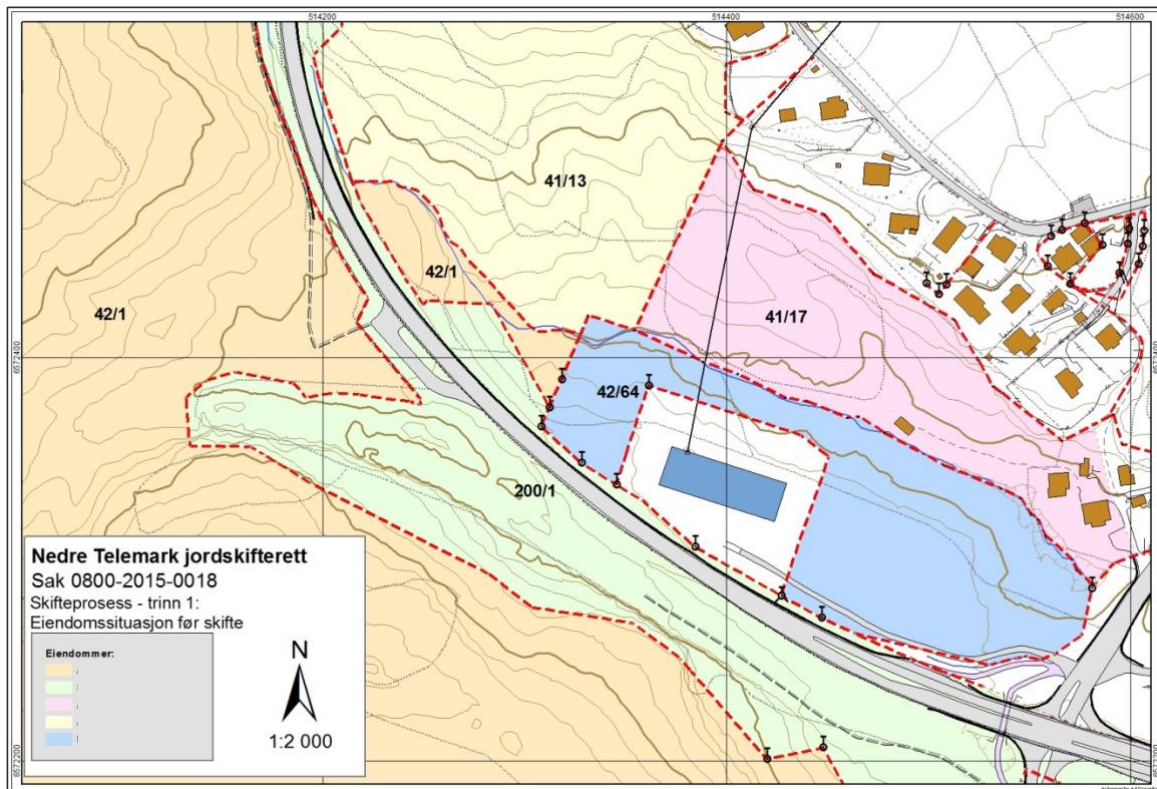 514200
514400
514600
41/13
42/1
42/1
41/17
6572400
6572400
42/64
200/1
Nedre Telemark jordskifterett
Sak 0800-2015-0018
Skifteprosess - trinn 1:
Eiendomssituasjon før skifte
Eiendommer:
N
1:2 000
6572200
6572200